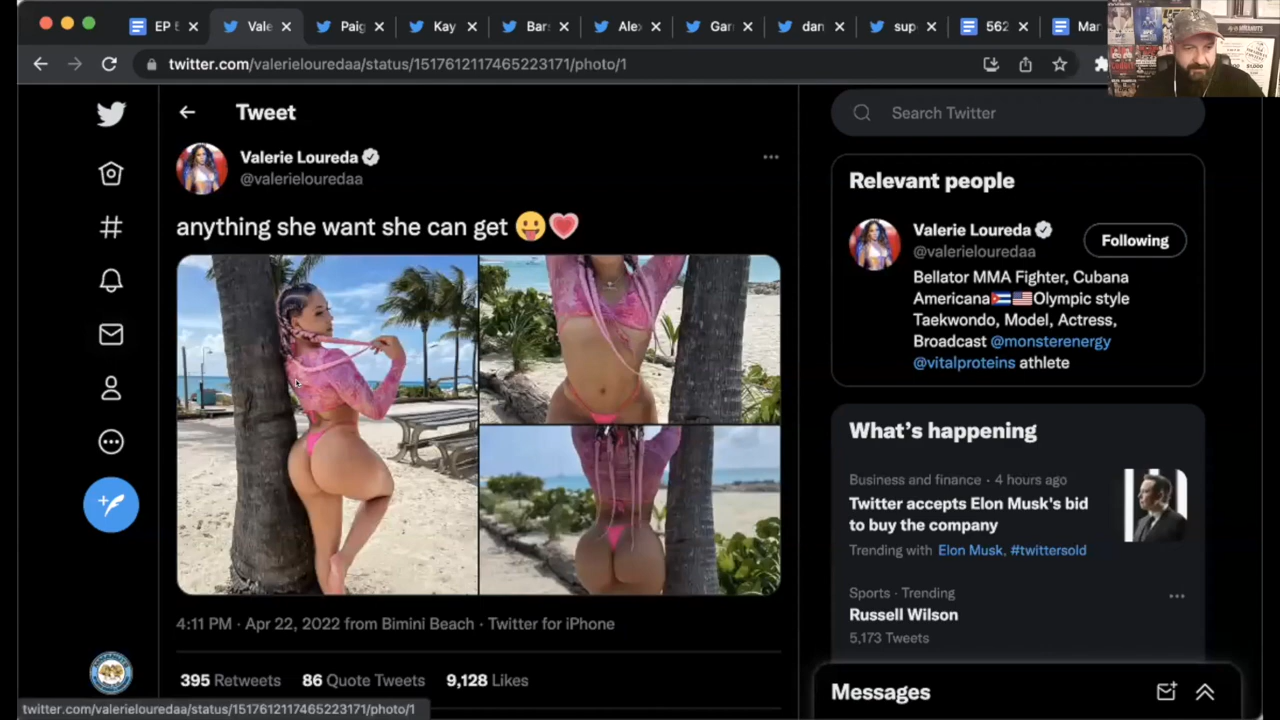 EP 5
Vale
Paig
Kay
Bars
Alex
Gar
dan
sup
562
Mar
twitter.com/valerieloureda/status/1517612117465223171/photo/1
Tweet
Search Twitter
Valerie Loureda
@valerielouredaa
anything she want she can get 😛💗
Relevant people
Valerie Loureda
@valerielouredaa
Following
Bellator MMA Fighter, Cubana
Americana🇨🇺🇺🇸Olympic style
Taekwondo, Model, Actress,
Broadcast @monsterenergy
@vitalproteins athlete
What's happening
Business and finance · 4 hours ago
Twitter accepts Elon Musk's bid
to buy the company
Trending with Elon Musk, #twittersold
Sports · Trending
Russell Wilson
5,173 Tweets
4:11 PM · Apr 22, 2022 from Bimini Beach · Twitter for iPhone
395 Retweets 86 Quote Tweets 9,128 Likes
Messages
twitter.com/valerielouredaa/status/1517612117465223171/photo/1